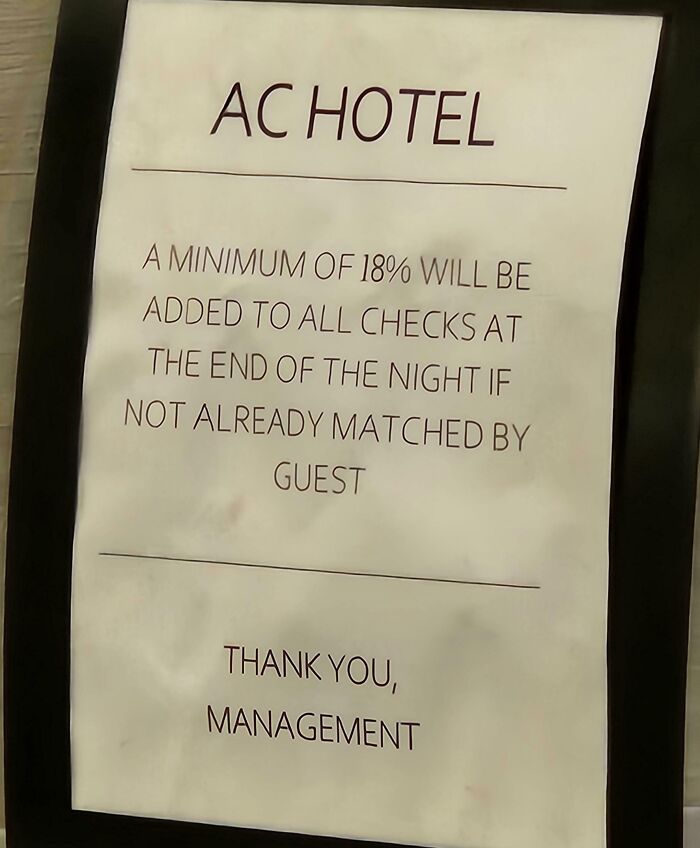 AC HOTEL
A MINIMUM OF 18% WILL BE
ADDED TO ALL CHECKS AT
THE END OF THE NIGHT IF
NOT ALREADY MATCHED BY
GUEST
THANK YOU,
MANAGEMENT